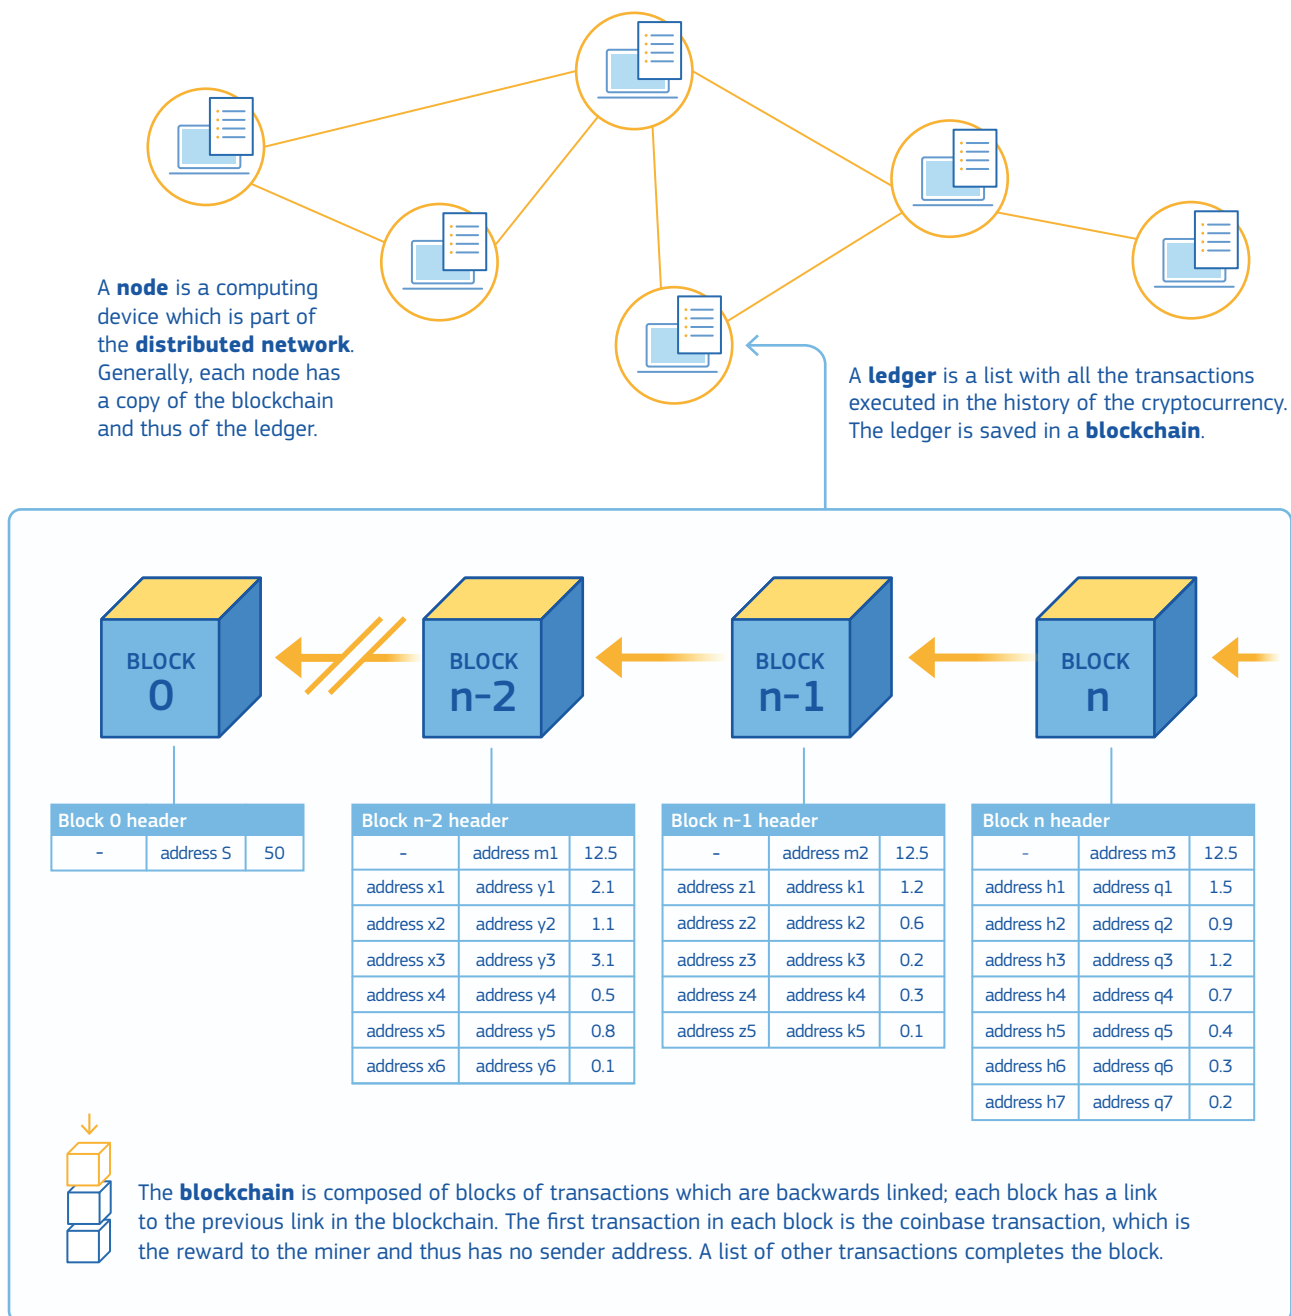 A node is a computing
device which is part of
the distributed network.
Generally, each node has
a copy of the blockchain
and thus of the ledger.
A ledger is a list with all the transactions
executed in the history of the cryptocurrency.
The ledger is saved in a blockchain.
BLOCK
0
BLOCK
n-2
BLOCK
n-1
BLOCK
n
Block 0 header
- address S 50
Block n-2 header
- address m1 12.5
address x1 address y1 2.1
address x2 address y2 1.1
address x3 address y3 3.1
address x4 address y4 0.5
address x5 address y5 0.8
address x6 address y6 0.1
Block n-1 header
- address m2 12.5
address z1 address k1 1.2
address z2 address k2 0.6
address z3 address k3 0.2
address z4 address k4 0.3
address z5 address k5 0.1
Block n header
- address m3 12.5
address h1 address q1 1.5
address h2 address q2 0.9
address h3 address q3 1.2
address h4 address q4 0.7
address h5 address q5 0.4
address h6 address q6 0.3
address h7 address q7 0.2
The blockchain is composed of blocks of transactions which are backwards linked; each block has a link
to the previous link in the blockchain. The first transaction in each block is the coinbase transaction, which is
the reward to the miner and thus has no sender address. A list of other transactions completes the block.